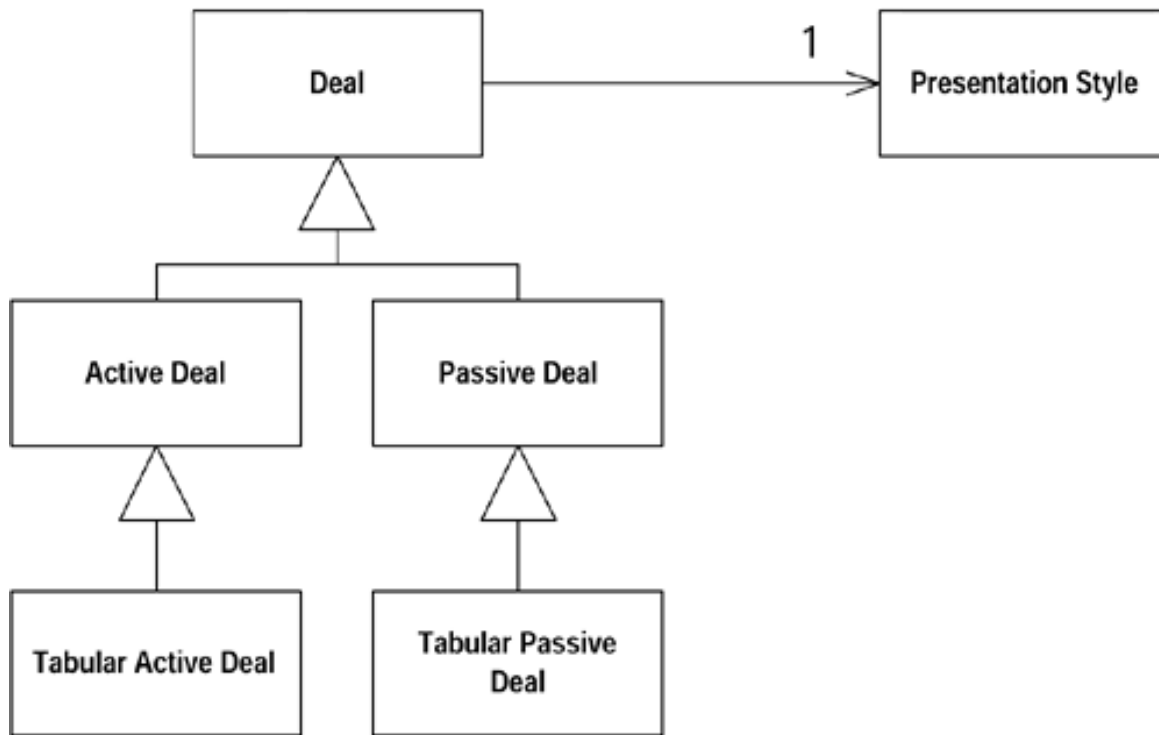 1
Deal
Presentation Style
Active Deal
Passive Deal
Tabular Active Deal
Tabular Passive
Deal